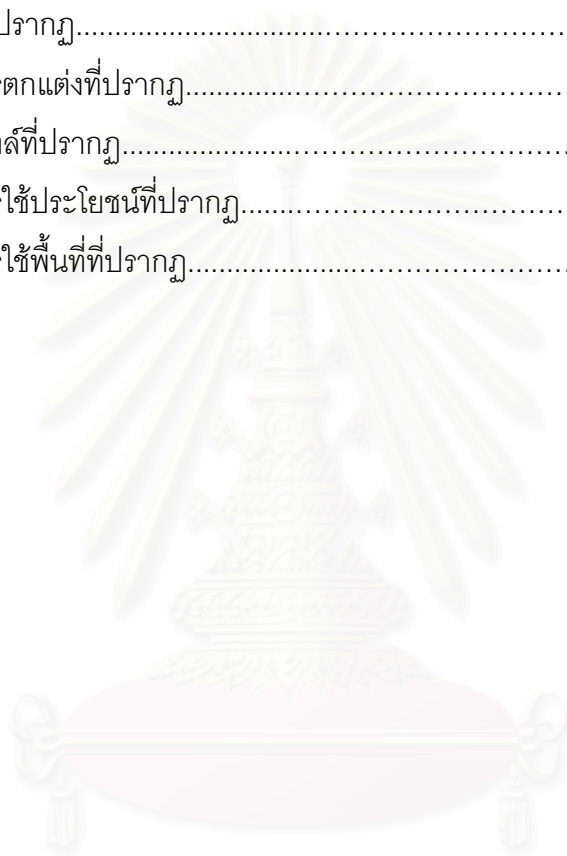 ปรากฏ................................................................
ตกแต่งที่ปรากฏ..................................................
ล์ที่ปรากฏ..........................................................
ใช้ประโยชน์ที่ปรากฏ...........................................
ใช้พื้นที่ที่ปรากฏ..................................................